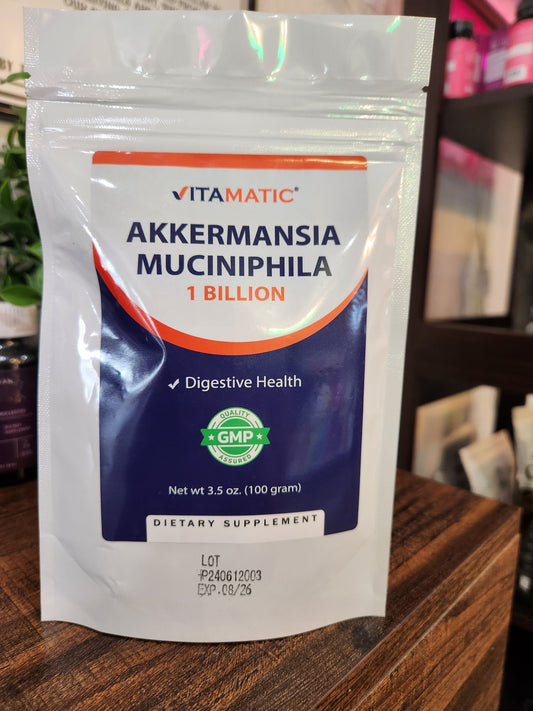 VITAMATIC®
AKKERMANSIA
MUCINIPHILA
1 BILLION
✓ Digestive Health
QUALITY
GMP
ASSURED
Net wt 3.5 oz. (100 gram)
DIETARY SUPPLEMENT
LOT
P240612003
EXP.08/26